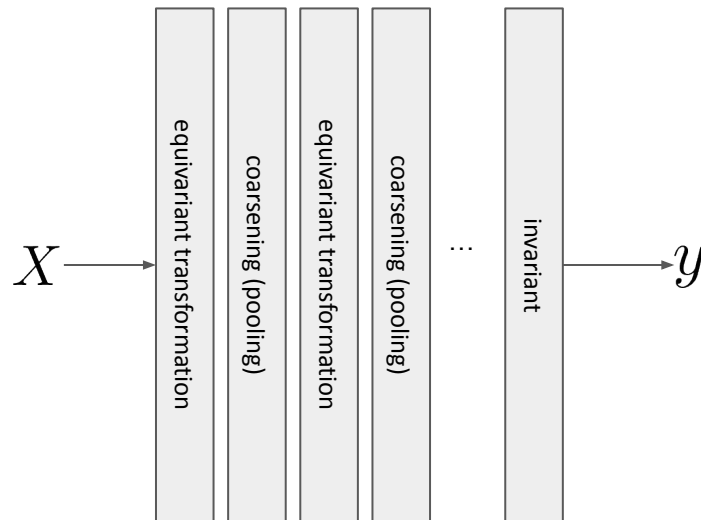 X
equivariant transformation
coarsening (pooling)
equivariant transformation
coarsening (pooling)
...
invariant
y